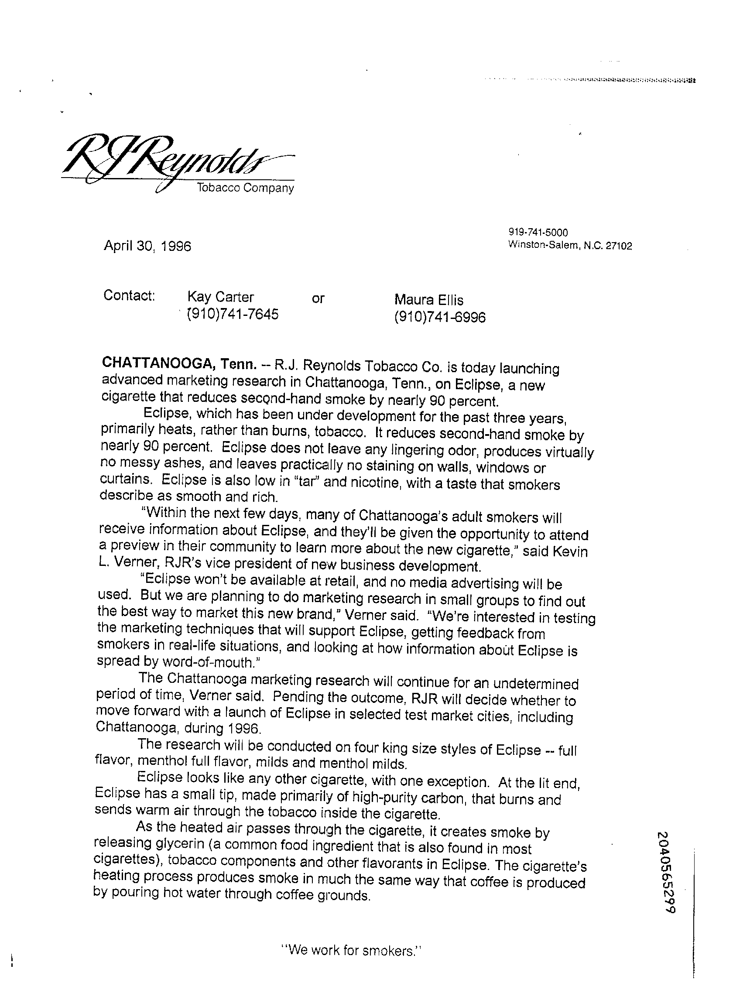 RJReynolds
Tobacco Company
919-741-5000
Winston-Salem, N.C. 27102
April 30, 1996
Contact: Kay Carter or Maura Ellis
(910)741-7645 (910)741-6996
CHATTANOOGA, Tenn. -- R.J. Reynolds Tobacco Co. is today launching
advanced marketing research in Chattanooga, Tenn., on Eclipse, a new
cigarette that reduces second-hand smoke by nearly 90 percent.
Eclipse, which has been under development for the past three years,
primarily heats, rather than burns, tobacco. It reduces second-hand smoke by
nearly 90 percent. Eclipse does not leave any lingering odor, produces virtually
no messy ashes, and leaves practically no staining on walls, windows or
curtains. Eclipse is also low in "tar" and nicotine, with a taste that smokers
describe as smooth and rich.
"Within the next few days, many of Chattanooga's adult smokers will
receive information about Eclipse, and they'll be given the opportunity to attend
a preview in their community to learn more about the new cigarette," said Kevin
L. Verner, RJR's vice president of new business development.
"Eclipse won't be available at retail, and no media advertising will be
used. But we are planning to do marketing research in small groups to find out
the best way to market this new brand," Verner said. "We're interested in testing
the marketing techniques that will support Eclipse, getting feedback from
smokers in real-life situations, and looking at how information about Eclipse is
spread by word-of-mouth."
The Chattanooga marketing research will continue for an undetermined
period of time, Verner said. Pending the outcome, RJR will decide whether to
move forward with a launch of Eclipse in selected test market cities, including
Chattanooga, during 1996.
The research will be conducted on four king size styles of Eclipse -- full
flavor, menthol full flavor, milds and menthol milds.
Eclipse looks like any other cigarette, with one exception. At the lit end,
Eclipse has a small tip, made primarily of high-purity carbon, that burns and
sends warm air through the tobacco inside the cigarette.
As the heated air passes through the cigarette, it creates smoke by
releasing glycerin (a common food ingredient that is also found in most
cigarettes), tobacco components and other flavorants in Eclipse. The cigarette's
heating process produces smoke in much the same way that coffee is produced
by pouring hot water through coffee grounds.
2040565299
"We work for smokers."